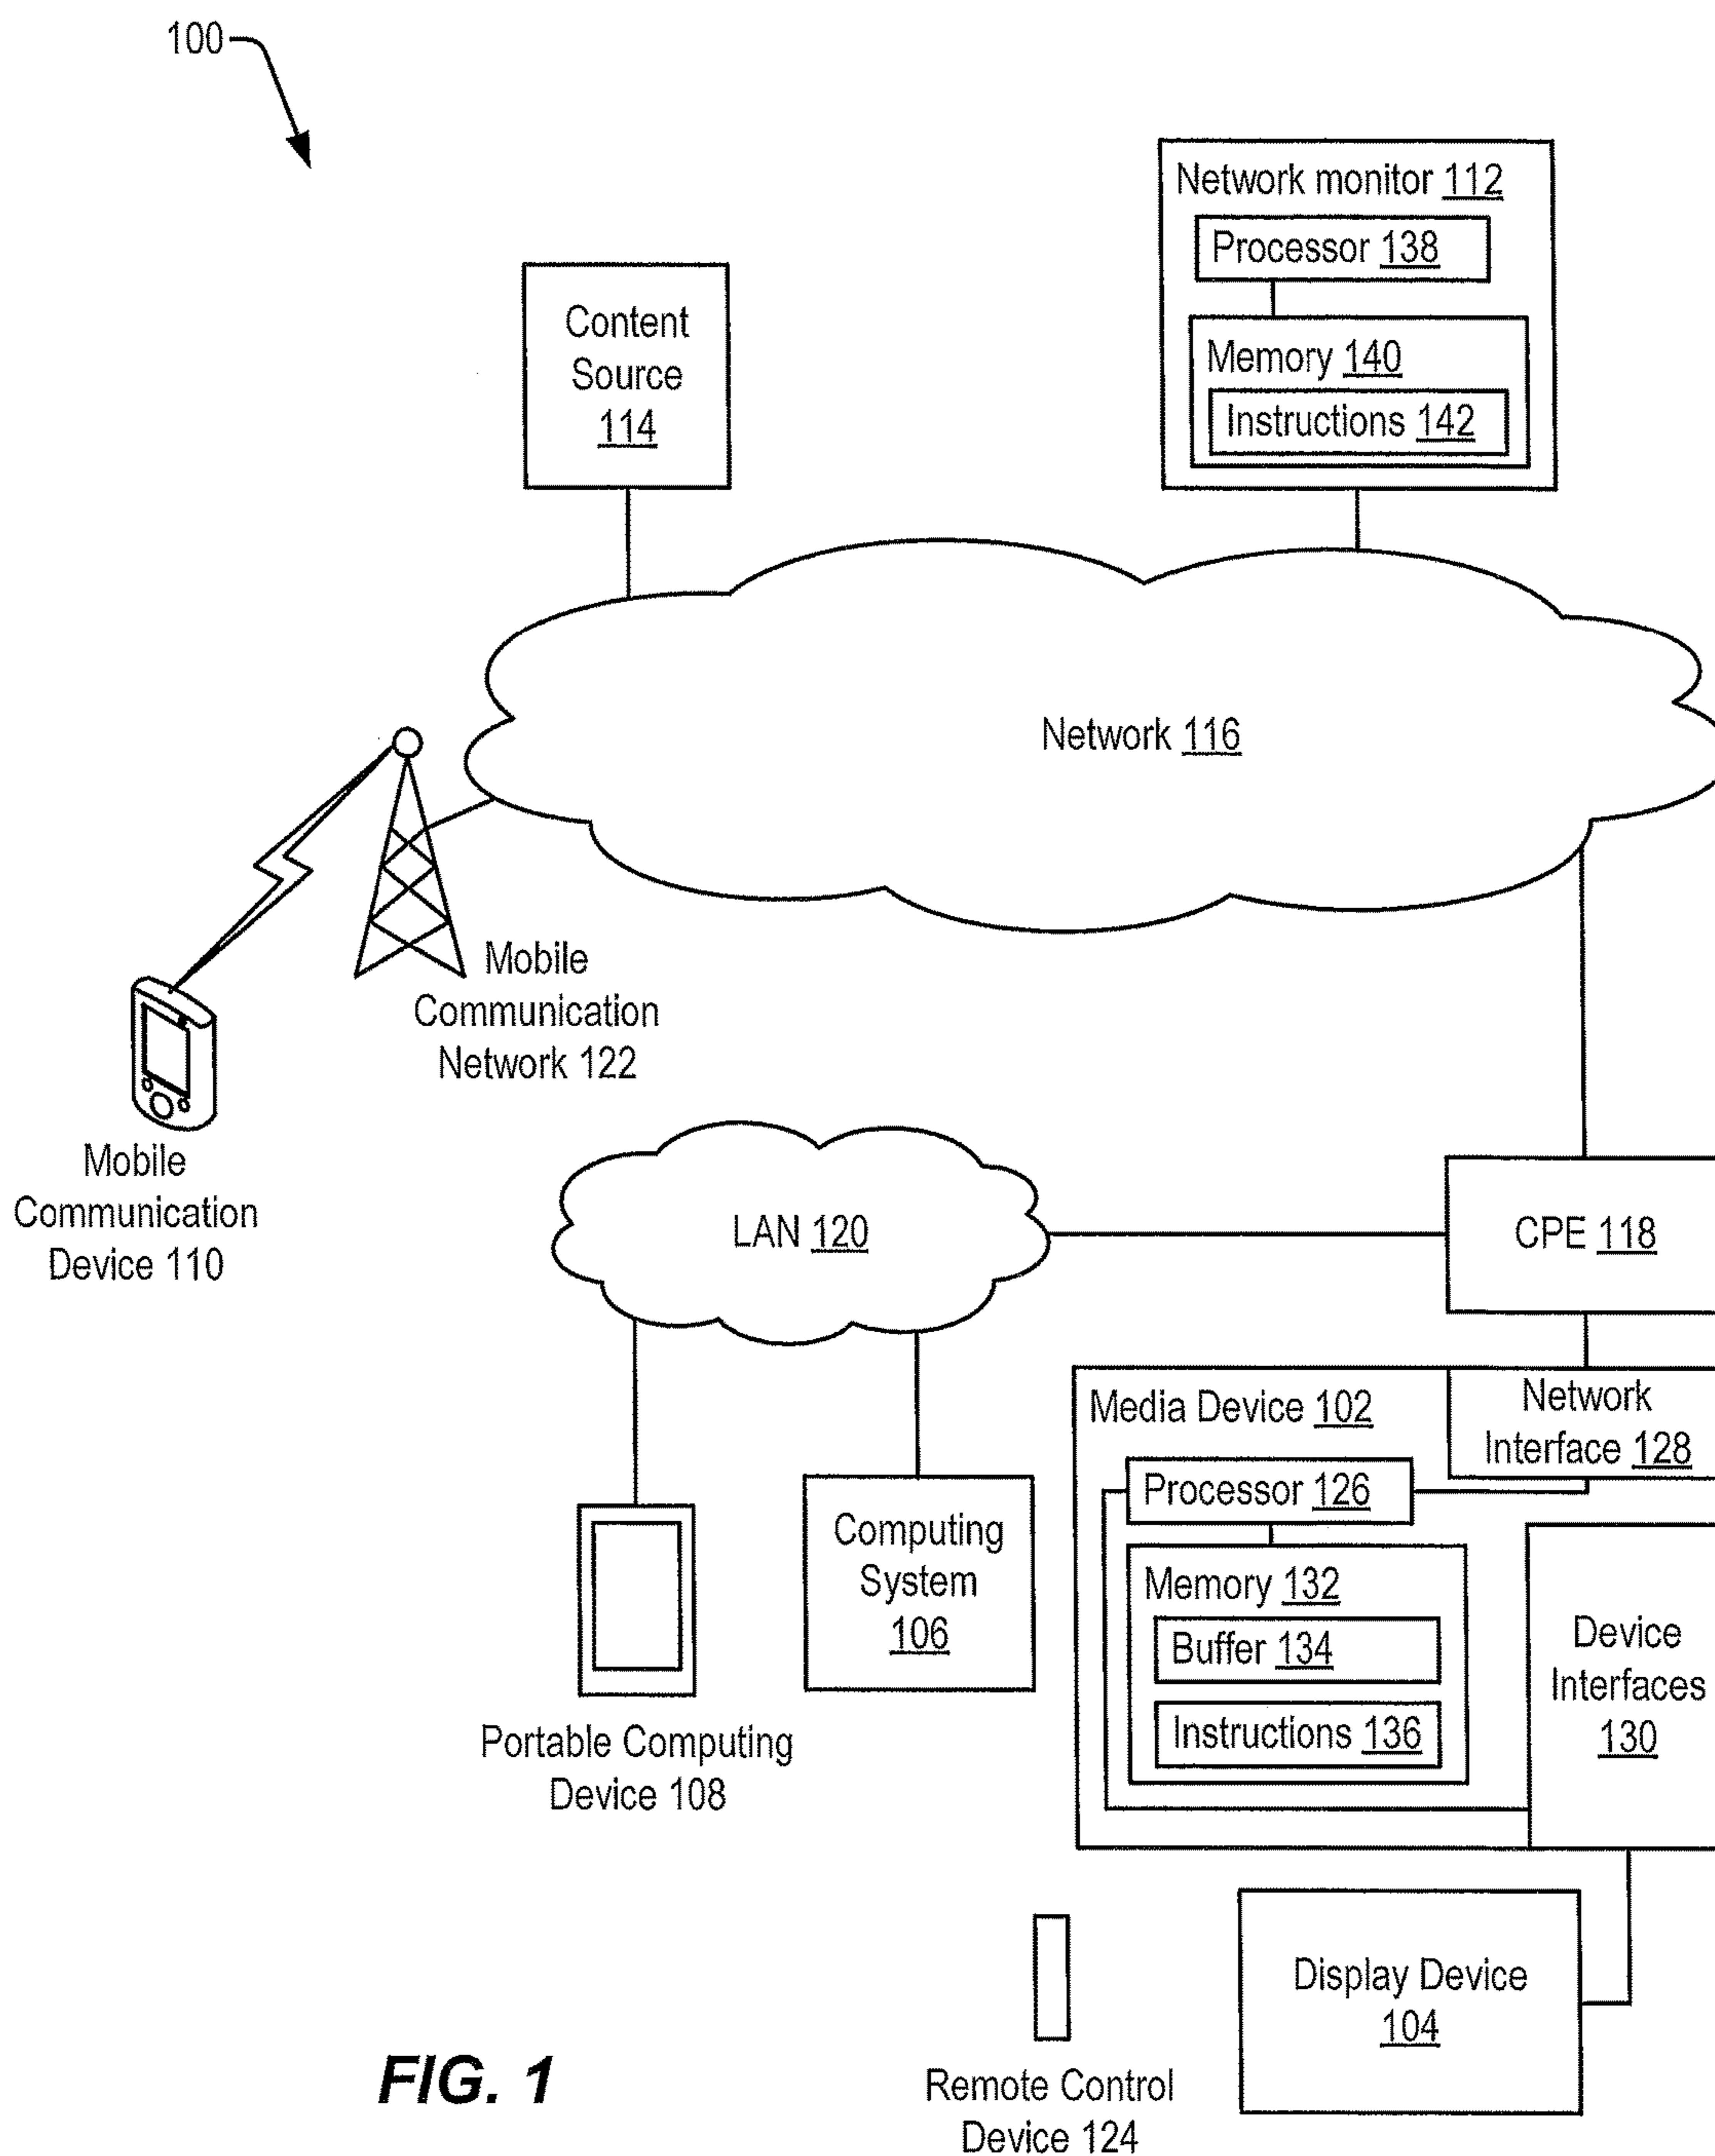 100
Network monitor 112
Processor 138
Memory 140
Instructions 142
Content
Source
114
Network 116
Mobile
Communication
Network 122
Mobile
Communication
Device 110
LAN 120
CPE 118
Media Device 102
Network
Interface 128
Processor 126
Memory 132
Buffer 134
Instructions 136
Device
Interfaces
130
Computing
System
106
Portable Computing
Device 108
Display Device
104
Remote Control
Device 124
FIG. 1